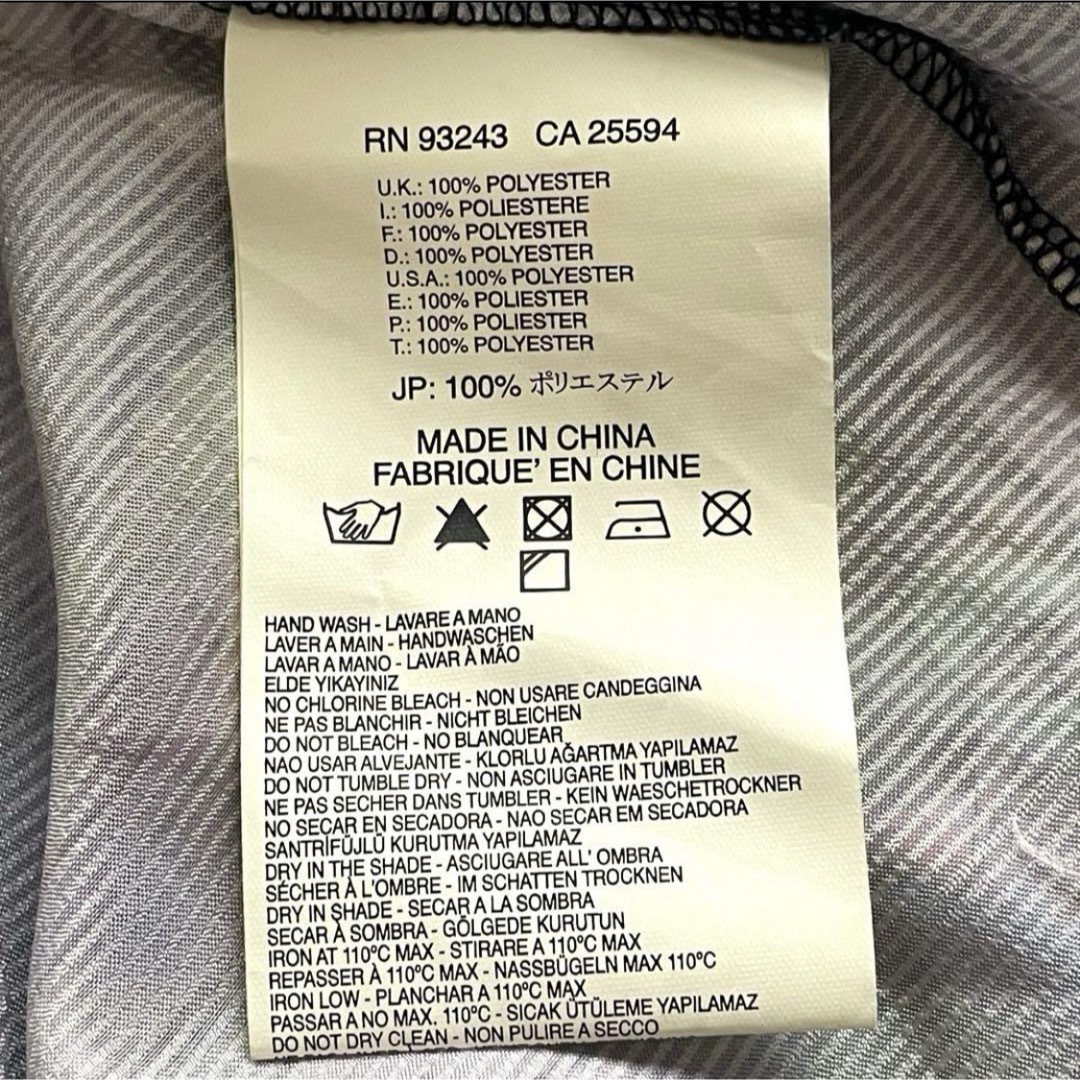 RN 93243 CA 25594
U.K.: 100% POLYESTER
I.: 100% POLIESTERE
F.: 100% POLYESTER
D.: 100% POLYESTER
U.S.A.: 100% POLYESTER
E.: 100% POLIESTER
P.: 100% POLIESTER
T.: 100% POLYESTER
JP: 100% ポリエステル
MADE IN CHINA
FABRIQUE' EN CHINE
HAND WASH - LAVARE A MANO
LAVER A MAIN - HANDWASCHEN
LAVAR A MANO - LAVAR À MÃO
ELDE YIKAYINIZ
NO CHLORINE BLEACH - NON USARE CANDEGGINA
NE PAS BLANCHIR - NICHT BLEICHEN
DO NOT BLEACH - NO BLANQUEAR
NAO USAR ALVEJANTE - KLORLU AĞARTMA YAPILAMAZ
DO NOT TUMBLE DRY - NON ASCIUGARE IN TUMBLER
NE PAS SECHER DANS TUMBLER - KEIN WAESCHETROCKNER
NO SECAR EN SECADORA - NAO SECAR EM SECADORA
SANTRİFÜJLÜ KURUTMA YAPILAMAZ
DRY IN THE SHADE - ASCIUGARE ALL' OMBRA
SÉCHER À L'OMBRE - IM SCHATTEN TROCKNEN
DRY IN SHADE - SECAR A LA SOMBRA
SECAR À SOMBRA - GÖLGEDE KURUTUN
IRON AT 110ºC MAX - STIRARE A 110ºC MAX
REPASSER À 110ºC MAX - NASSBÜGELN MAX 110ºC
IRON LOW - PLANCHAR A 110ºC MAX
PASSAR A NO MAX. 110ºC - SICAK ÜTÜLEME YAPILAMAZ
DO NOT DRY CLEAN - NON PULIRE A SECCO